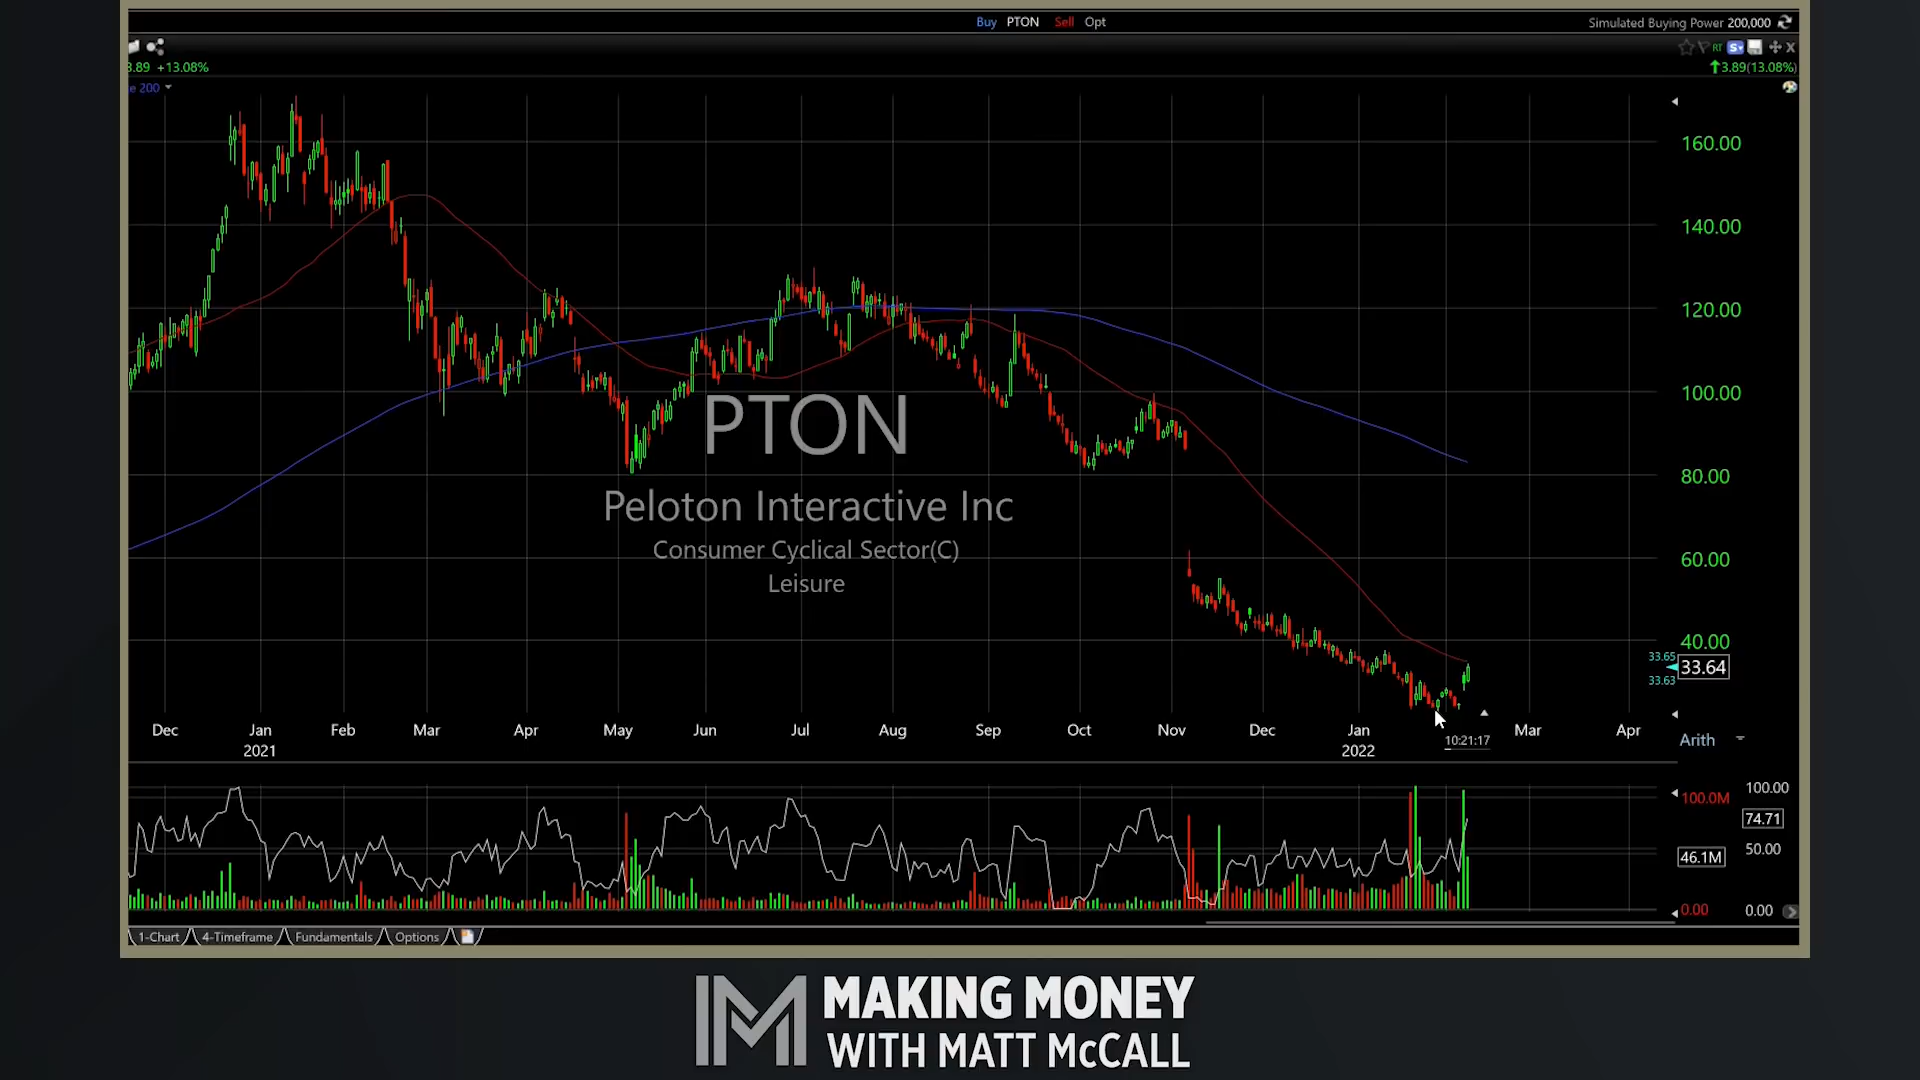 Buy PTON Sell Opt
Simulated Buying Power 200,000
RT S
3.89 +13.08%
3.89(13.08%)
e 200
160.00
140.00
120.00
100.00
80.00
60.00
40.00
33.65
33.64
33.63
PTON
Peloton Interactive Inc
Consumer Cyclical Sector(C)
Leisure
Dec Jan Feb Mar Apr May Jun Jul Aug Sep Oct Nov Dec Jan Mar Apr
2021 2022
10:21:17
Arith
100.0M 100.00
74.71
46.1M 50.00
0.00 0.00
1-Chart 4-Timeframe Fundamentals Options
IM MAKING MONEY
WITH MATT McCALL